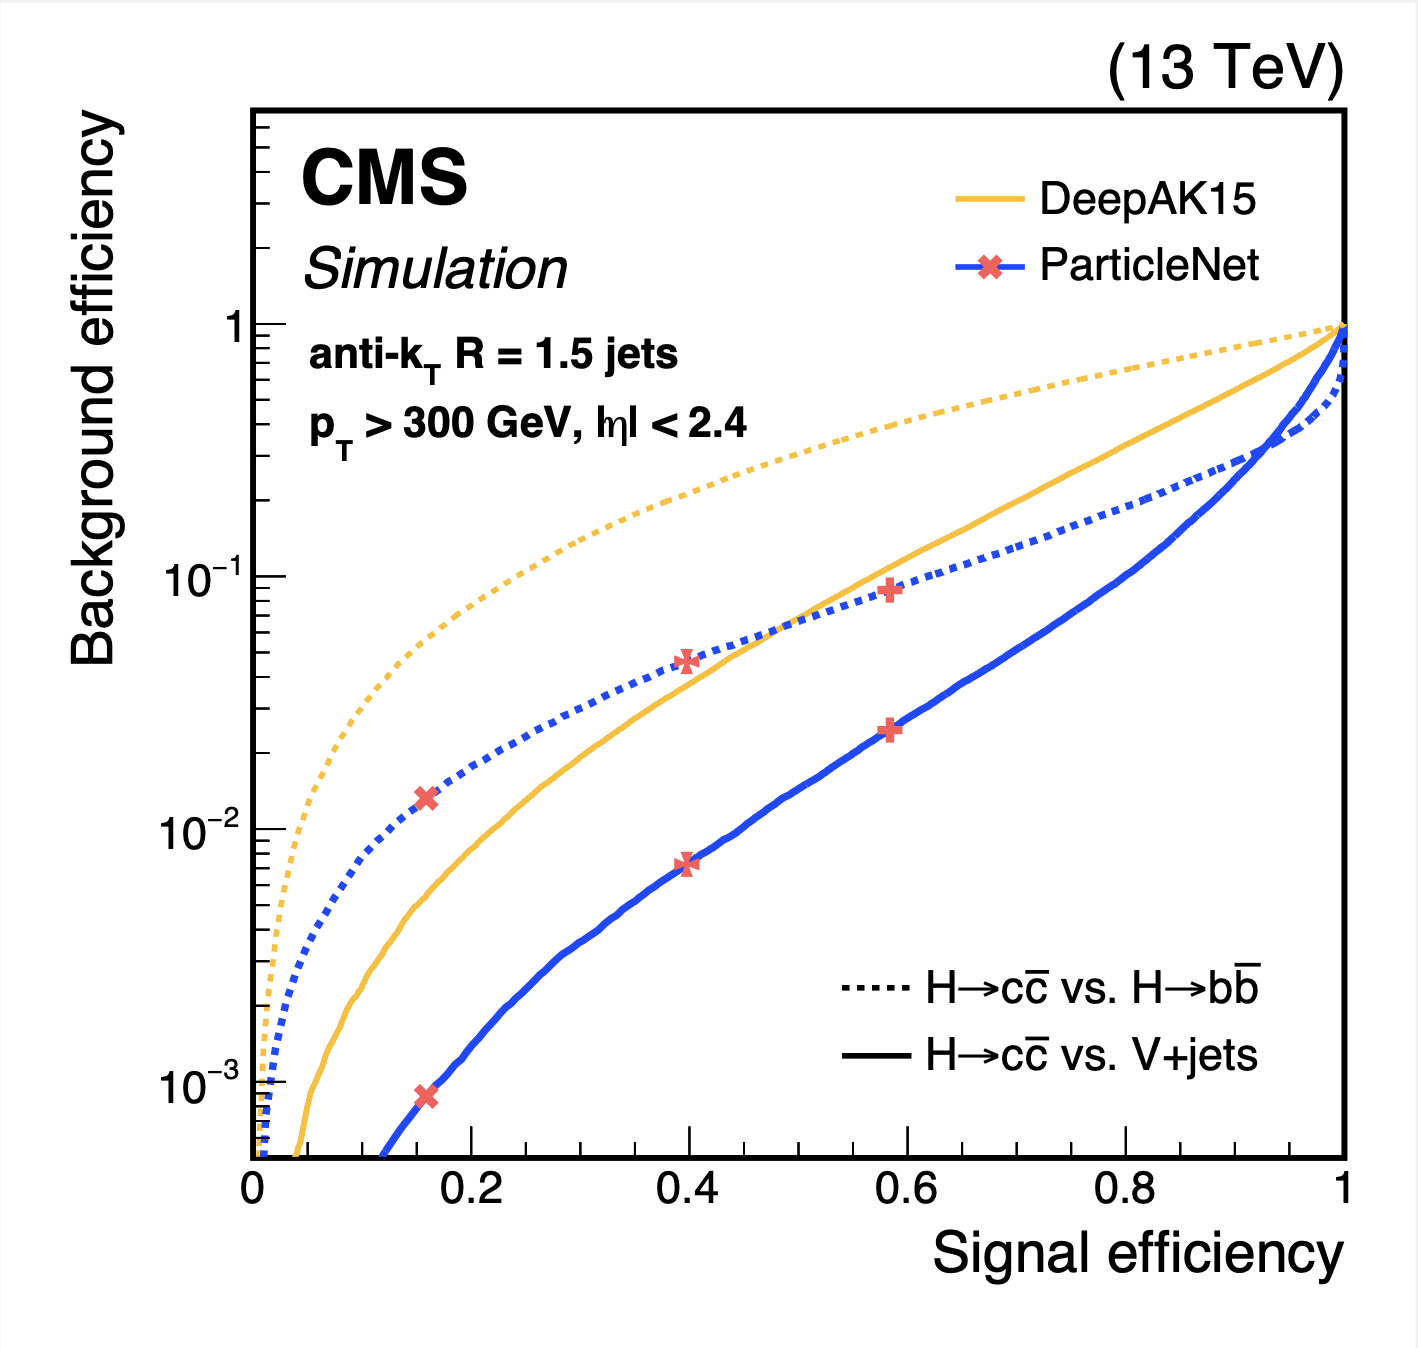 (13 TeV)
Background efficiency
CMS
Simulation
anti-k_T R = 1.5 jets
p_T > 300 GeV, |η| < 2.4
DeepAK15
ParticleNet
1
10⁻¹
10⁻²
10⁻³
H→cc̅ vs. H→bb̅
H→cc̅ vs. V+jets
0 0.2 0.4 0.6 0.8 1
Signal efficiency